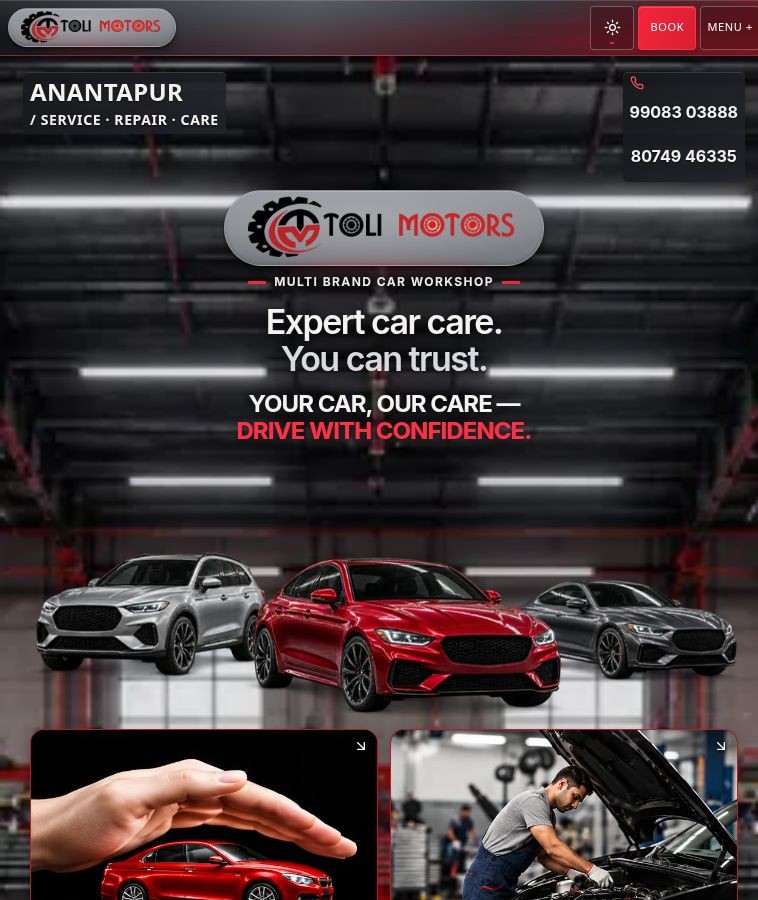 TOLI MOTORS
BOOK
MENU +
ANANTAPUR
/ SERVICE · REPAIR · CARE
99083 03888
80749 46335
TOLI MOTORS
MULTI BRAND CAR WORKSHOP
Expert car care.
You can trust.
YOUR CAR, OUR CARE —
DRIVE WITH CONFIDENCE.